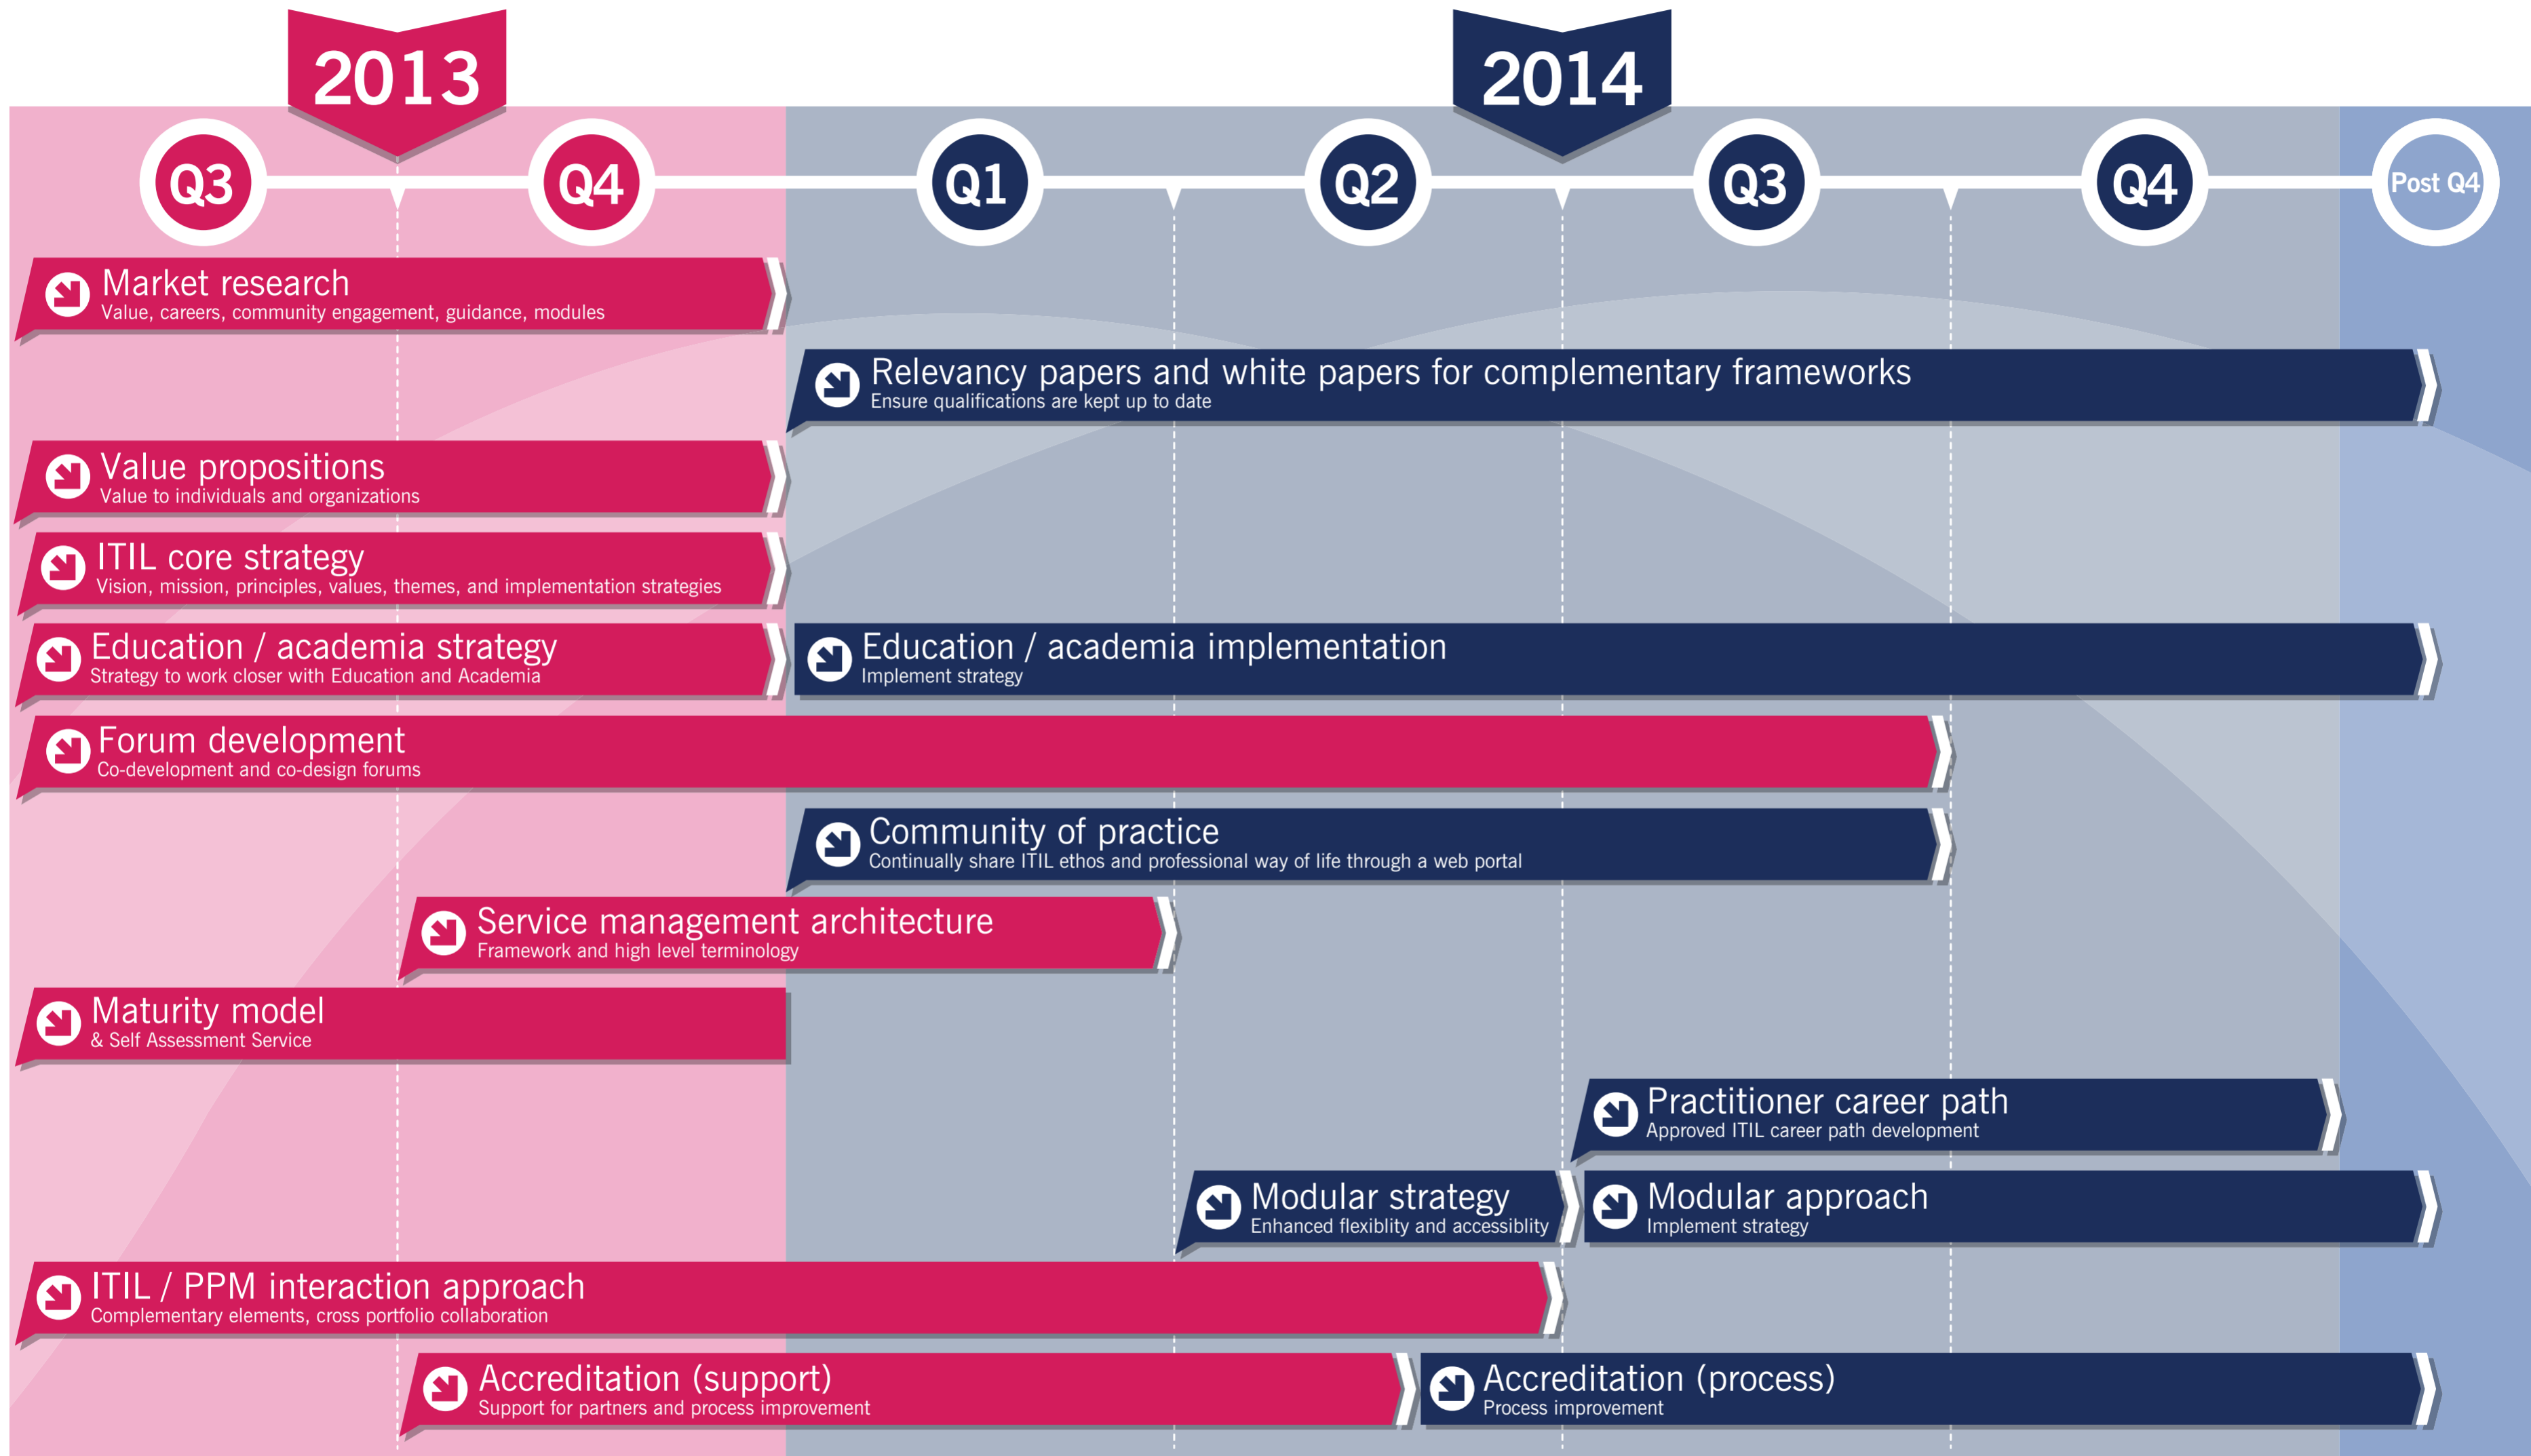 2013
2014
Q3
Q4
Q1
Q2
Q3
Q4
Post Q4
Market research
Value, careers, community engagement, guidance, modules
Relevancy papers and white papers for complementary frameworks
Ensure qualifications are kept up to date
Value propositions
Value to individuals and organizations
ITIL core strategy
Vision, mission, principles, values, themes, and implementation strategies
Education / academia strategy
Strategy to work closer with Education and Academia
Education / academia implementation
Implement strategy
Forum development
Co-development and co-design forums
Community of practice
Continually share ITIL ethos and professional way of life through a web portal
Service management architecture
Framework and high level terminology
Maturity model
& Self Assessment Service
Practitioner career path
Approved ITIL career path development
Modular strategy
Enhanced flexiblity and accessiblity
Modular approach
Implement strategy
ITIL / PPM interaction approach
Complementary elements, cross portfolio collaboration
Accreditation (support)
Support for partners and process improvement
Accreditation (process)
Process improvement